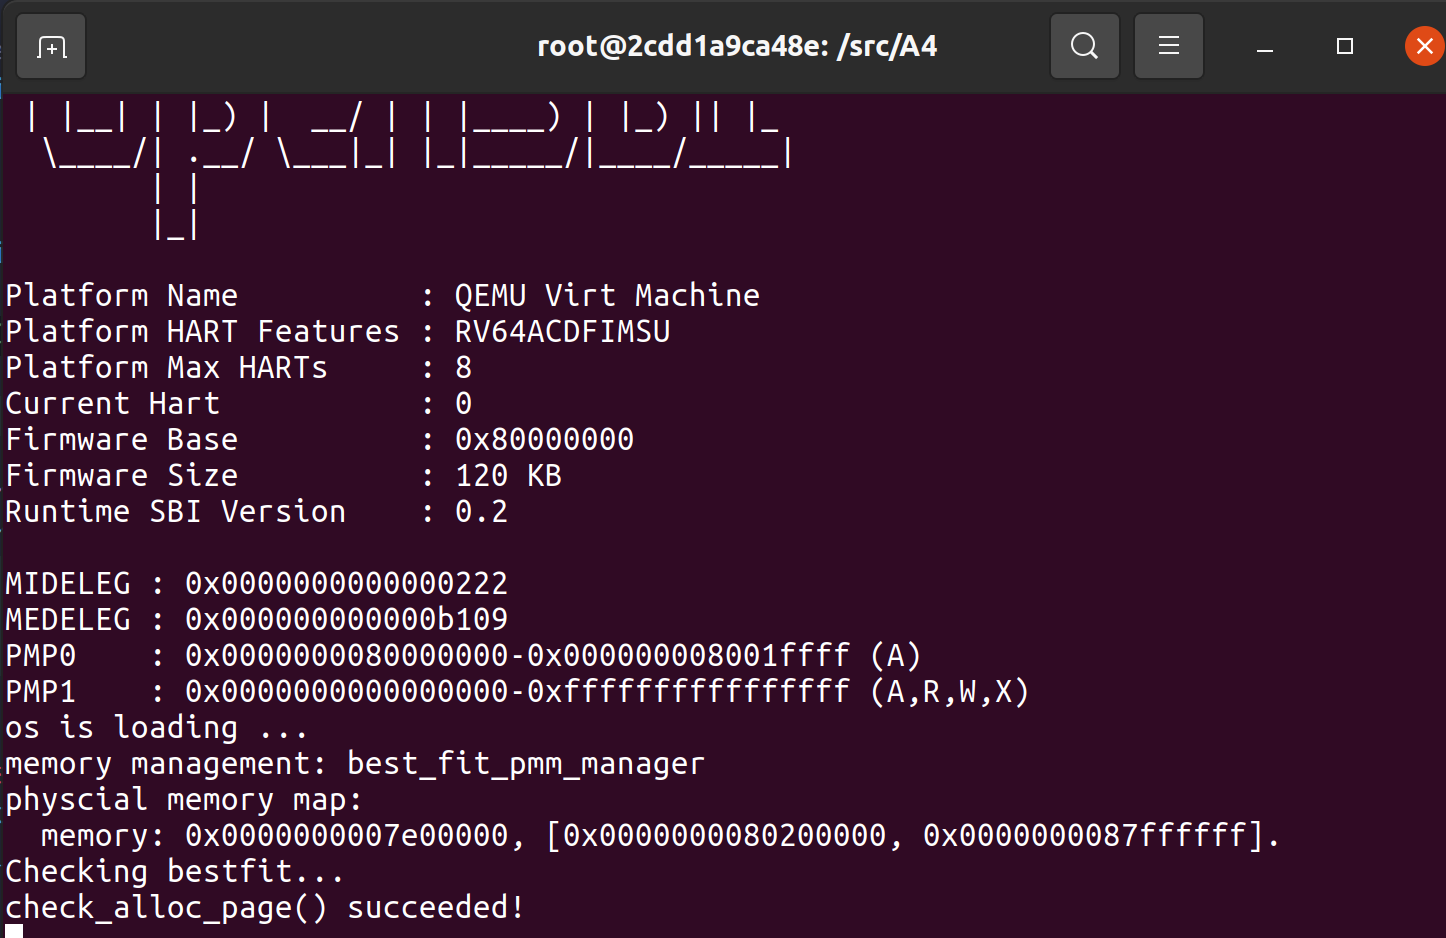 root@2cdd1a9ca48e: /src/A4
| |__| | |_) |  __/ | | |____) | |_) || |_
 \____/| .__/ \___|_| |_|_____/|____/_____|
       | |
       |_|
Platform Name          : QEMU Virt Machine
Platform HART Features : RV64ACDFIMSU
Platform Max HARTs     : 8
Current Hart           : 0
Firmware Base          : 0x80000000
Firmware Size          : 120 KB
Runtime SBI Version    : 0.2
MIDELEG : 0x0000000000000222
MEDELEG : 0x000000000000b109
PMP0    : 0x0000000080000000-0x000000008001ffff (A)
PMP1    : 0x0000000000000000-0xffffffffffffffff (A,R,W,X)
os is loading ...
memory management: best_fit_pmm_manager
physcial memory map:
  memory: 0x0000000007e00000, [0x0000000080200000, 0x0000000087ffffff].
Checking bestfit...
check_alloc_page() succeeded!